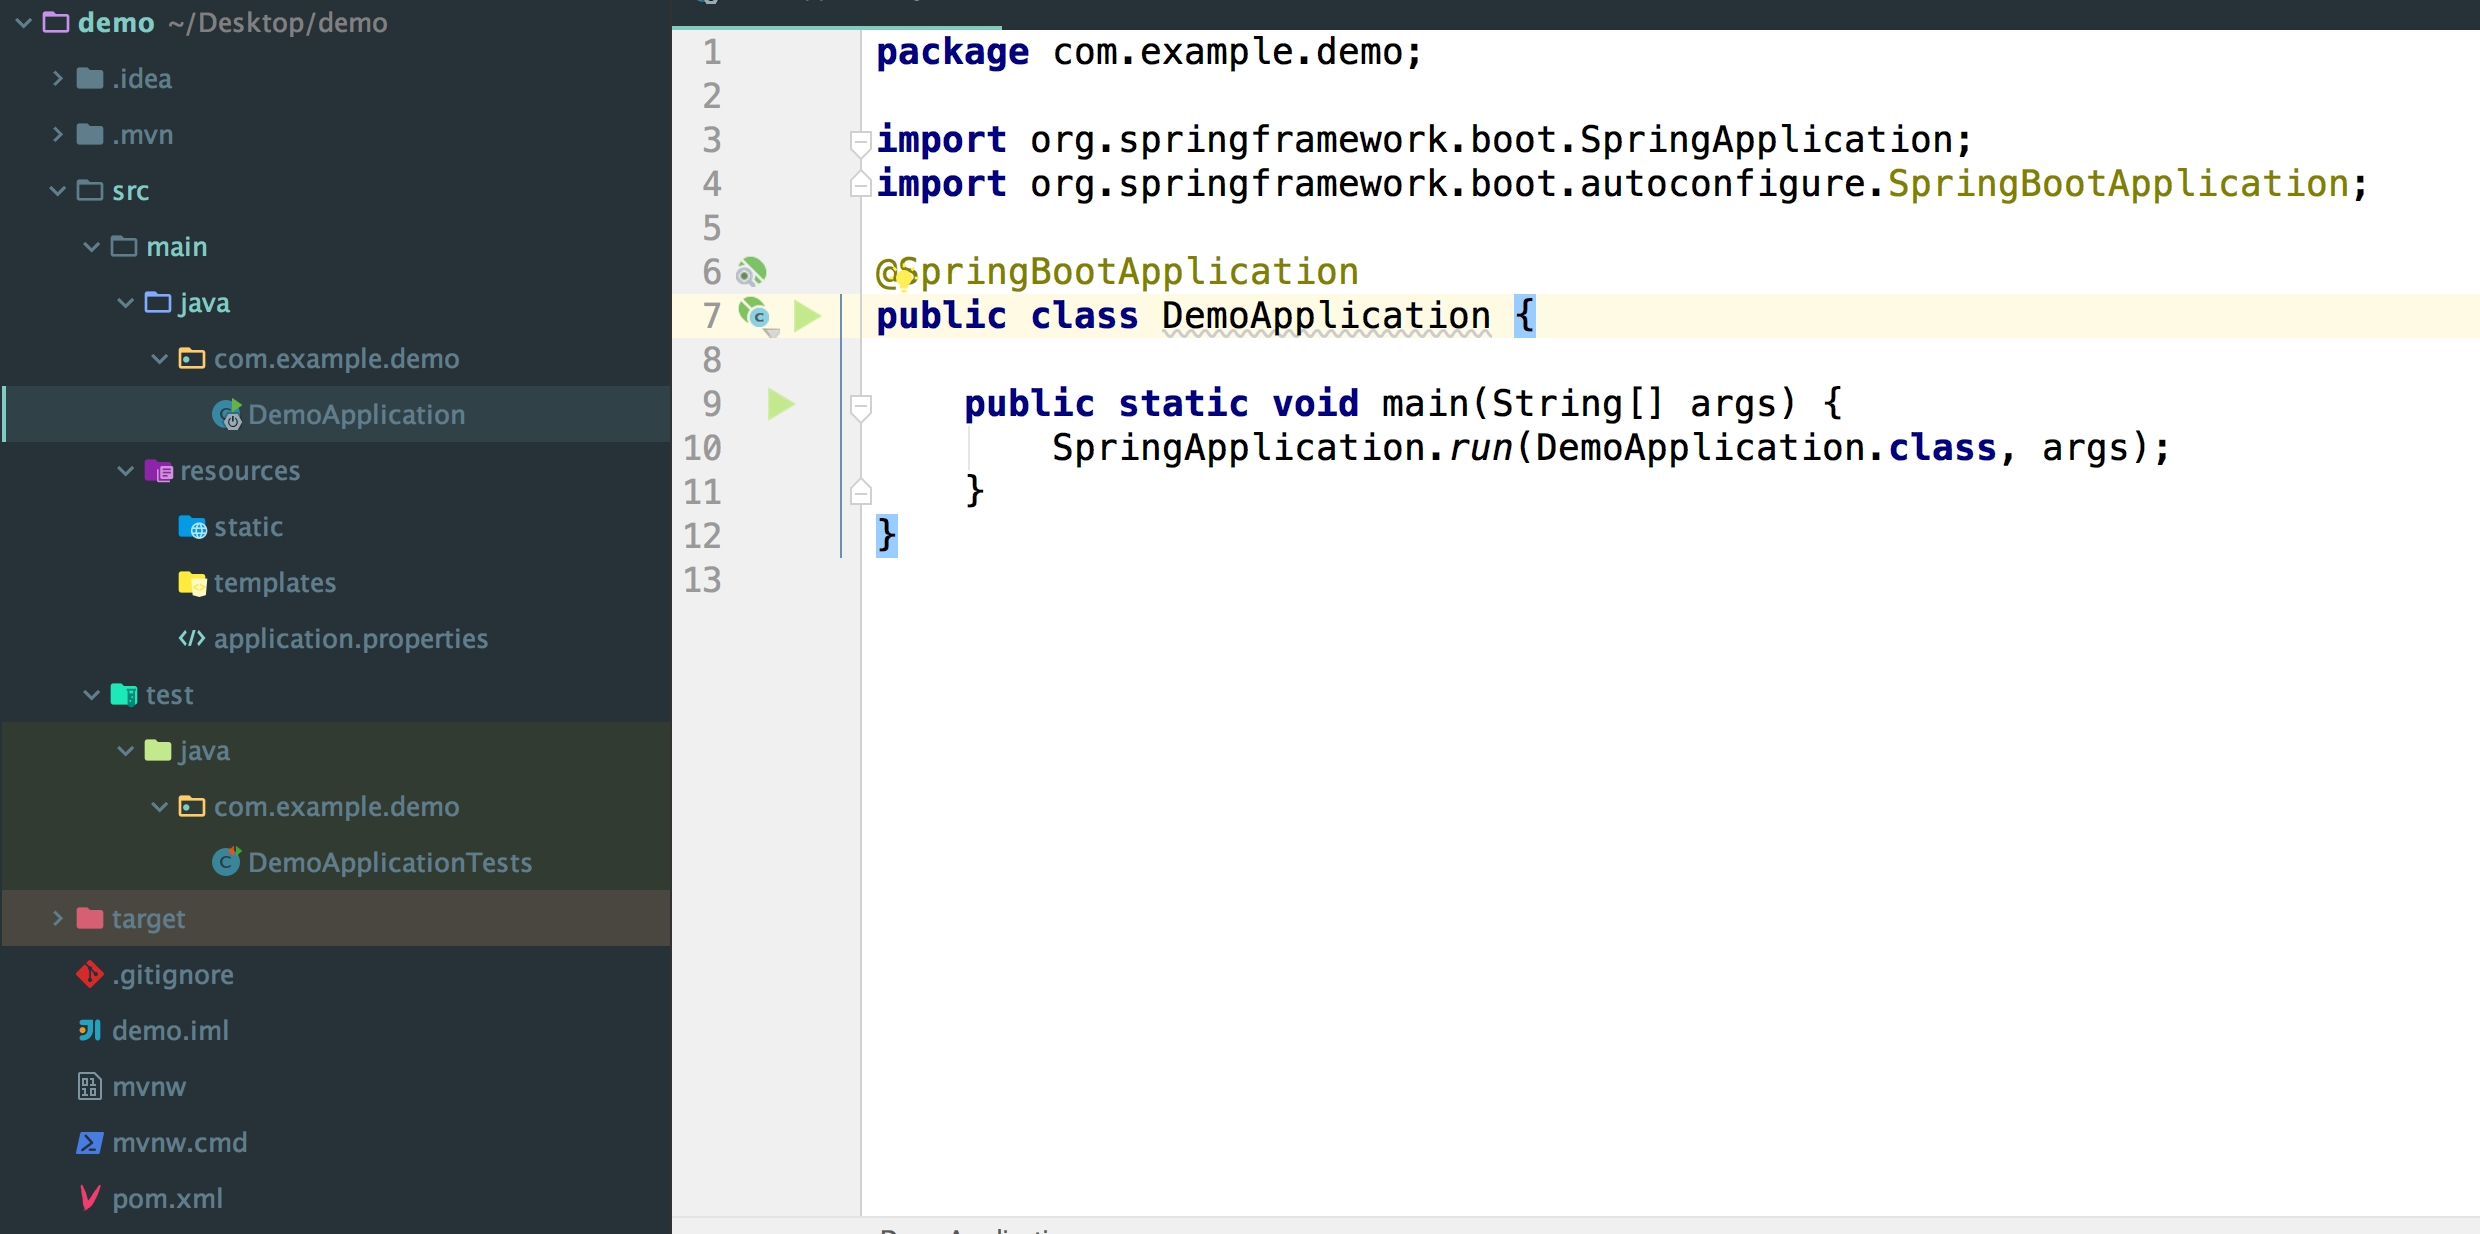 demo ~/Desktop/demo
.idea
.mvn
src
main
java
com.example.demo
DemoApplication
resources
static
templates
application.properties
test
java
com.example.demo
DemoApplicationTests
target
.gitignore
demo.iml
mvnw
mvnw.cmd
pom.xml
1 package com.example.demo;
2
3 import org.springframework.boot.SpringApplication;
4 import org.springframework.boot.autoconfigure.SpringBootApplication;
5
6 @SpringBootApplication
7 public class DemoApplication {
8
9 public static void main(String[] args) {
10 SpringApplication.run(DemoApplication.class, args);
11 }
12 }
13